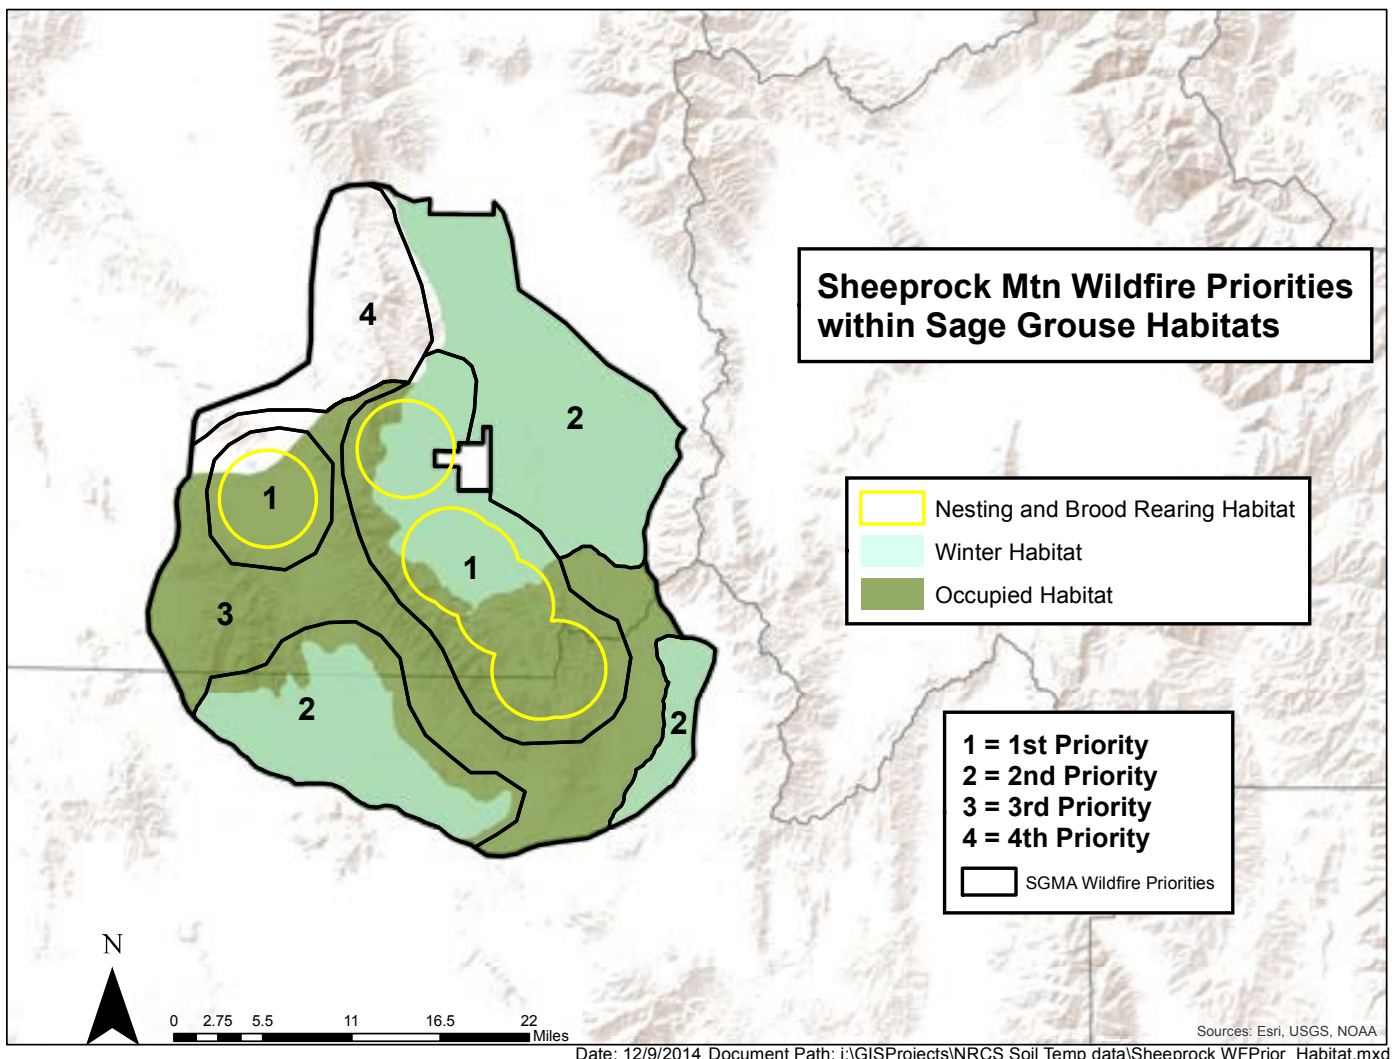 Sheeprock Mtn Wildfire Priorities
within Sage Grouse Habitats
4
2
1
1
3
2
2
Nesting and Brood Rearing Habitat
Winter Habitat
Occupied Habitat
1 = 1st Priority
2 = 2nd Priority
3 = 3rd Priority
4 = 4th Priority
SGMA Wildfire Priorities
N
0 2.75 5.5 11 16.5 22
Miles
Sources: Esri, USGS, NOAA
Date: 12/9/2014 Document Path: i:\GISProjects\NRCS Soil Temp data\Sheeprock_WFPrior_Habitat.mxd